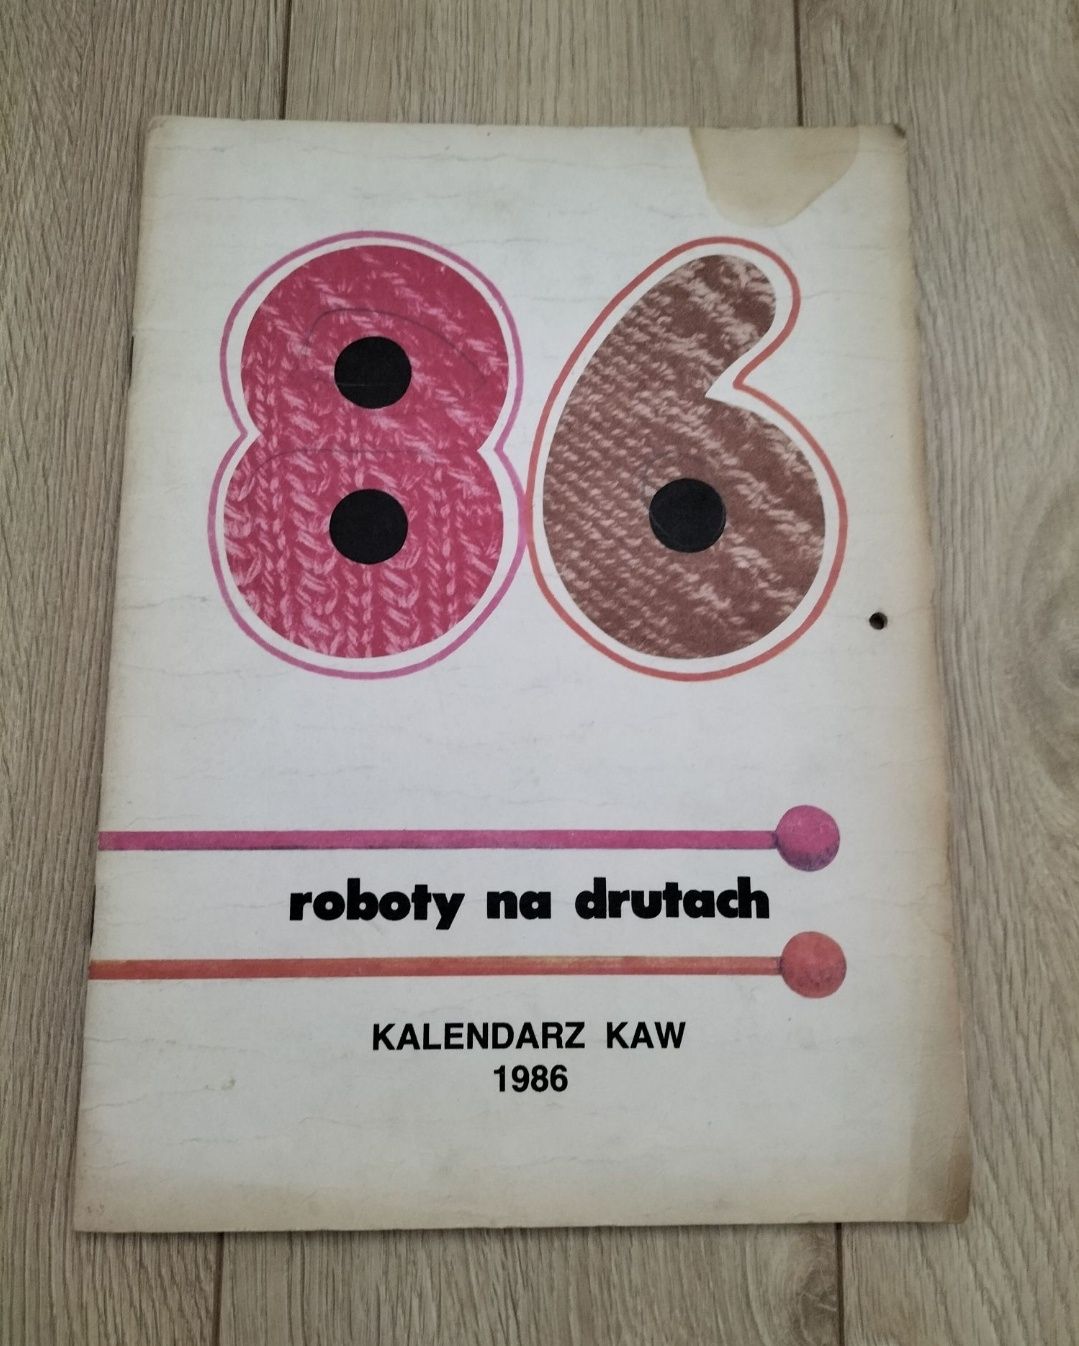 86
roboty na drutach
KALENDARZ KAW
1986